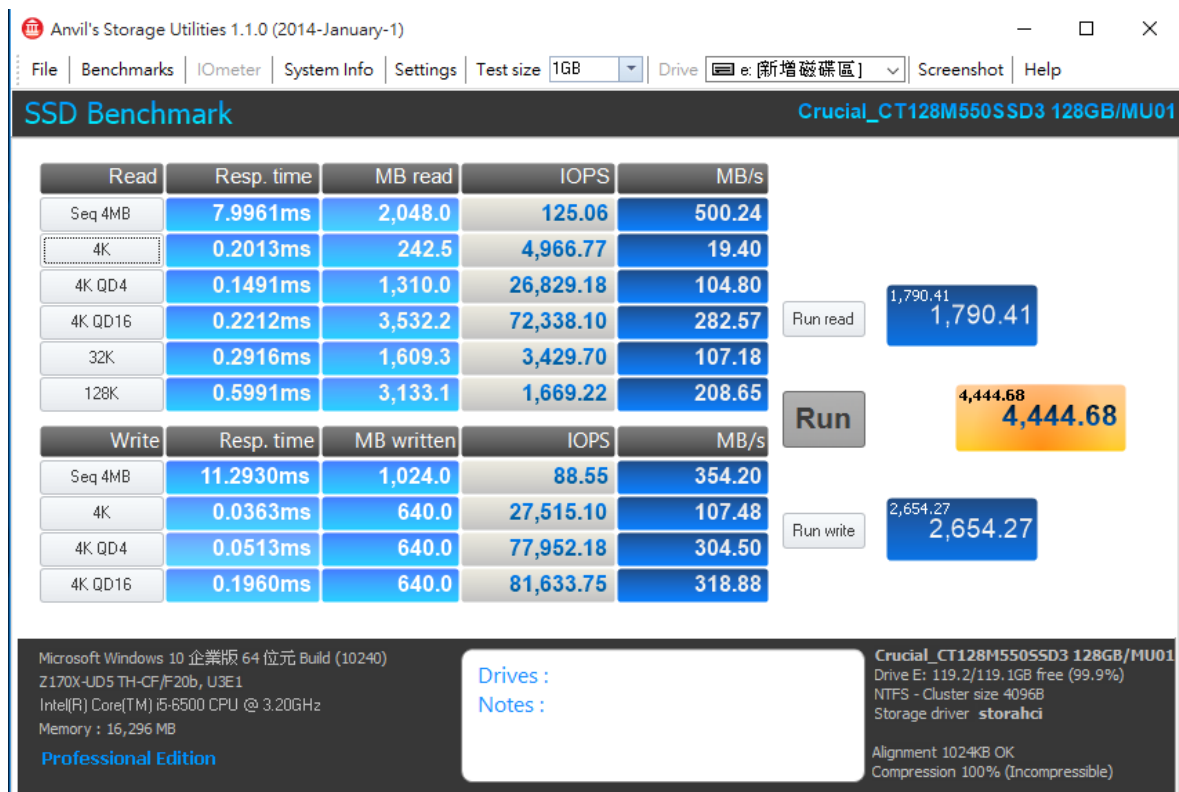 Anvil's Storage Utilities 1.1.0 (2014-January-1)
File Benchmarks IOmeter System Info Settings Test size 1GB Drive e: [新增磁碟區] Screenshot Help
SSD Benchmark Crucial_CT128M550SSD3 128GB/MU01
Read Resp. time MB read IOPS MB/s
Seq 4MB 7.9961ms 2,048.0 125.06 500.24
4K 0.2013ms 242.5 4,966.77 19.40
4K QD4 0.1491ms 1,310.0 26,829.18 104.80
4K QD16 0.2212ms 3,532.2 72,338.10 282.57
32K 0.2916ms 1,609.3 3,429.70 107.18
128K 0.5991ms 3,133.1 1,669.22 208.65
Run read
1,790.41
1,790.41
Run
4,444.68
4,444.68
Write Resp. time MB written IOPS MB/s
Seq 4MB 11.2930ms 1,024.0 88.55 354.20
4K 0.0363ms 640.0 27,515.10 107.48
4K QD4 0.0513ms 640.0 77,952.18 304.50
4K QD16 0.1960ms 640.0 81,633.75 318.88
Run write
2,654.27
2,654.27
Microsoft Windows 10 企業版 64 位元 Build (10240)
Z170X-UD5 TH-CF/F20b, U3E1
Intel(R) Core(TM) i5-6500 CPU @ 3.20GHz
Memory : 16,296 MB
Professional Edition
Drives :
Notes :
Crucial_CT128M550SSD3 128GB/MU01
Drive E: 119.2/119.1GB free (99.9%)
NTFS - Cluster size 4096B
Storage driver storahci
Alignment 1024KB OK
Compression 100% (Incompressible)